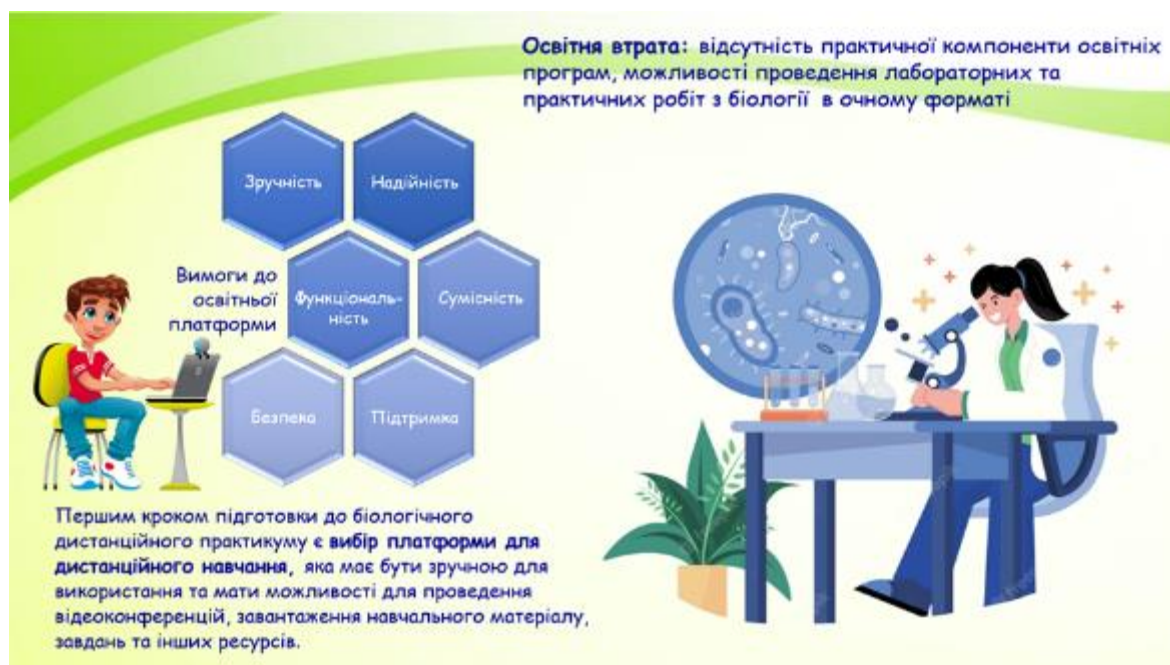 Освітня втрата: відсутність практичної компоненти освітніх
програм, можливості проведення лабораторних та
практичних робіт з біології в очному форматі
Зручність
Надійність
Вимоги до
освітньої
платформи
Функціональ-
ність
Сумісність
Безпека
Підтримка
Першим кроком підготовки до біологічного
дистанційного практикуму є вибір платформи для
дистанційного навчання, яка має бути зручною для
використання та мати можливості для проведення
відеоконференцій, завантаження навчального матеріалу,
завдань та інших ресурсів.